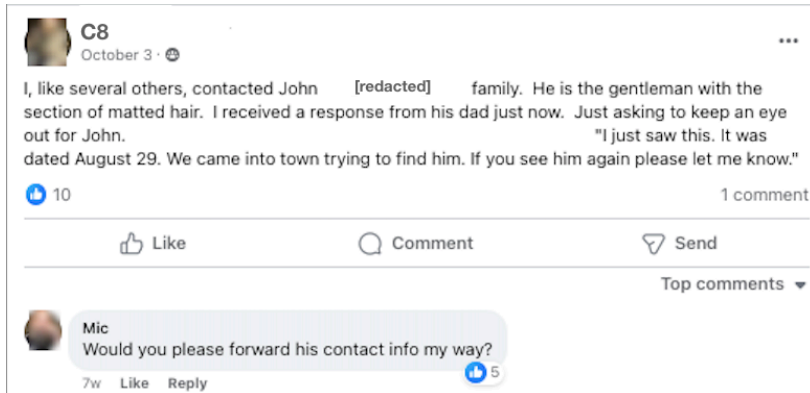 C8
October 3 ·
I, like several others, contacted John [redacted] family. He is the gentleman with the
section of matted hair. I received a response from his dad just now. Just asking to keep an eye
out for John. "I just saw this. It was
dated August 29. We came into town trying to find him. If you see him again please let me know."
10 1 comment
Like Comment Send
Top comments
Mic
Would you please forward his contact info my way?
5
7w Like Reply